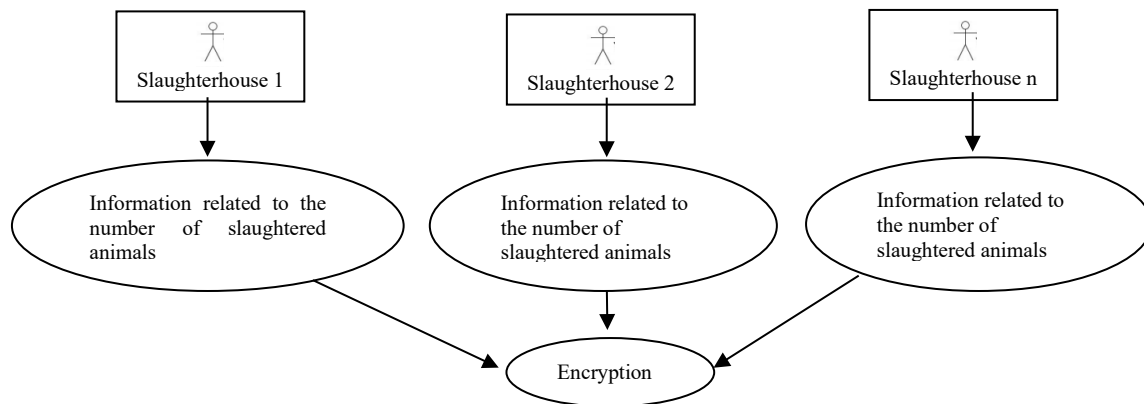 Slaughterhouse 1
Slaughterhouse 2
Slaughterhouse n
Information related to the
number of slaughtered
animals
Information related to
the number of
slaughtered animals
Information related to
the number of
slaughtered animals
Encryption